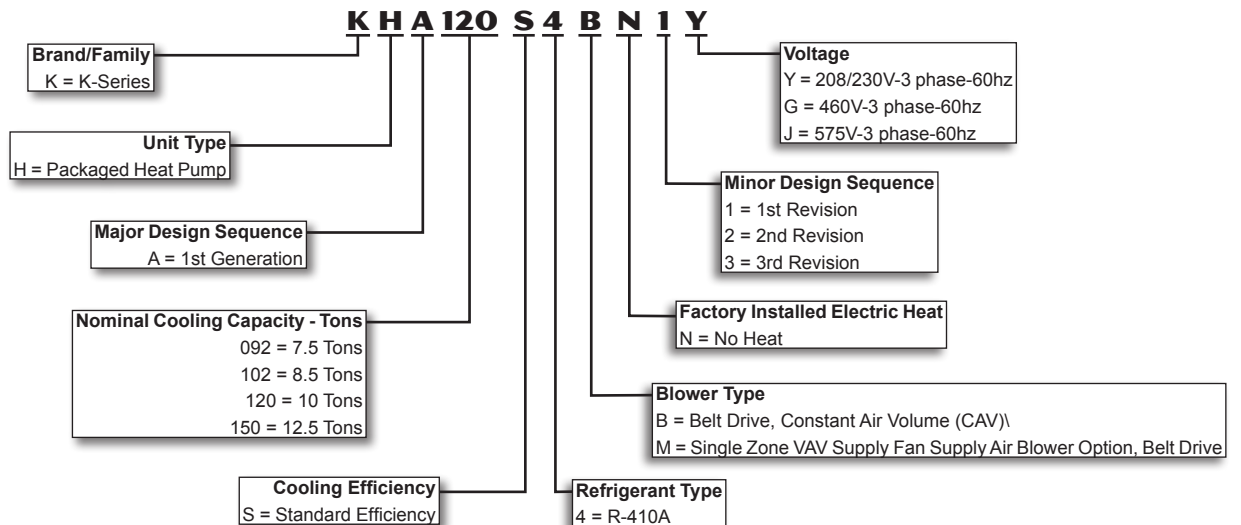 K H A 120 S 4 B N 1 Y
Brand/Family
K = K-Series
Unit Type
H = Packaged Heat Pump
Major Design Sequence
A = 1st Generation
Nominal Cooling Capacity - Tons
092 = 7.5 Tons
102 = 8.5 Tons
120 = 10 Tons
150 = 12.5 Tons
Cooling Efficiency
S = Standard Efficiency
Voltage
Y = 208/230V-3 phase-60hz
G = 460V-3 phase-60hz
J = 575V-3 phase-60hz
Minor Design Sequence
1 = 1st Revision
2 = 2nd Revision
3 = 3rd Revision
Factory Installed Electric Heat
N = No Heat
Blower Type
B = Belt Drive, Constant Air Volume (CAV)\
M = Single Zone VAV Supply Fan Supply Air Blower Option, Belt Drive
Refrigerant Type
4 = R-410A